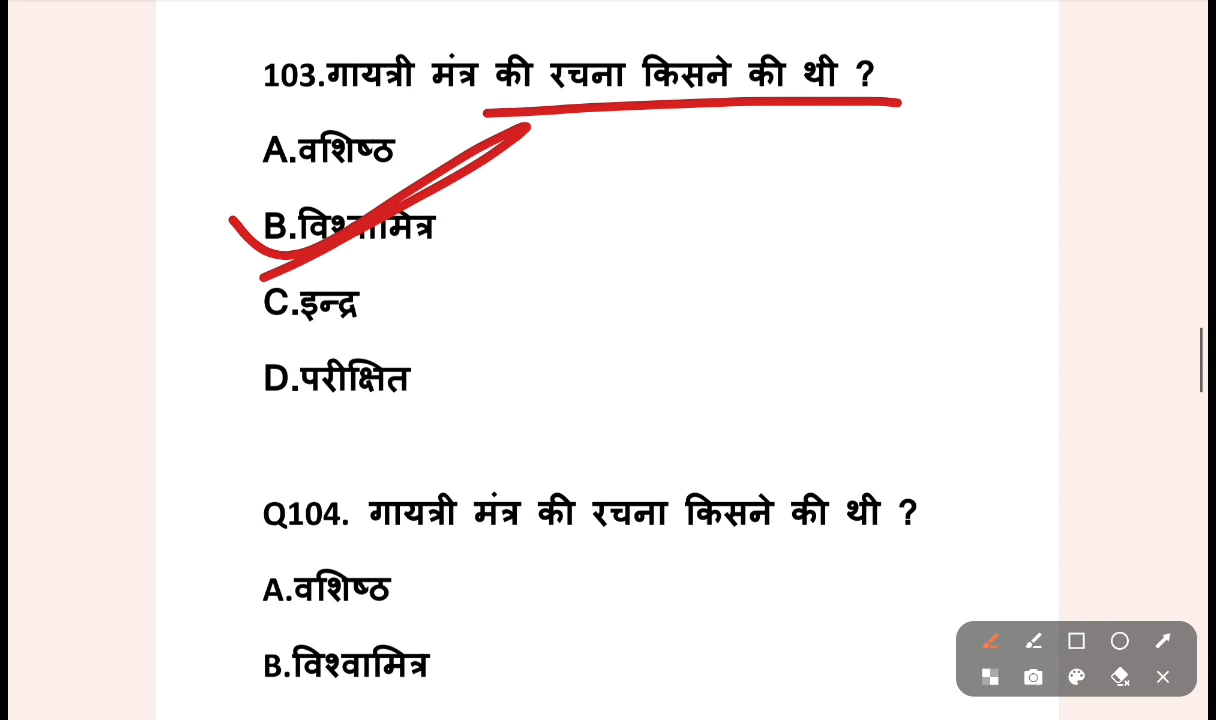 103.गायत्री मंत्र की रचना किसने की थी ?
A.वशिष्ठ
B.विश्वामित्र
C.इन्द्र
D.परीक्षित
Q104. गायत्री मंत्र की रचना किसने की थी ?
A.वशिष्ठ
B.विश्वामित्र